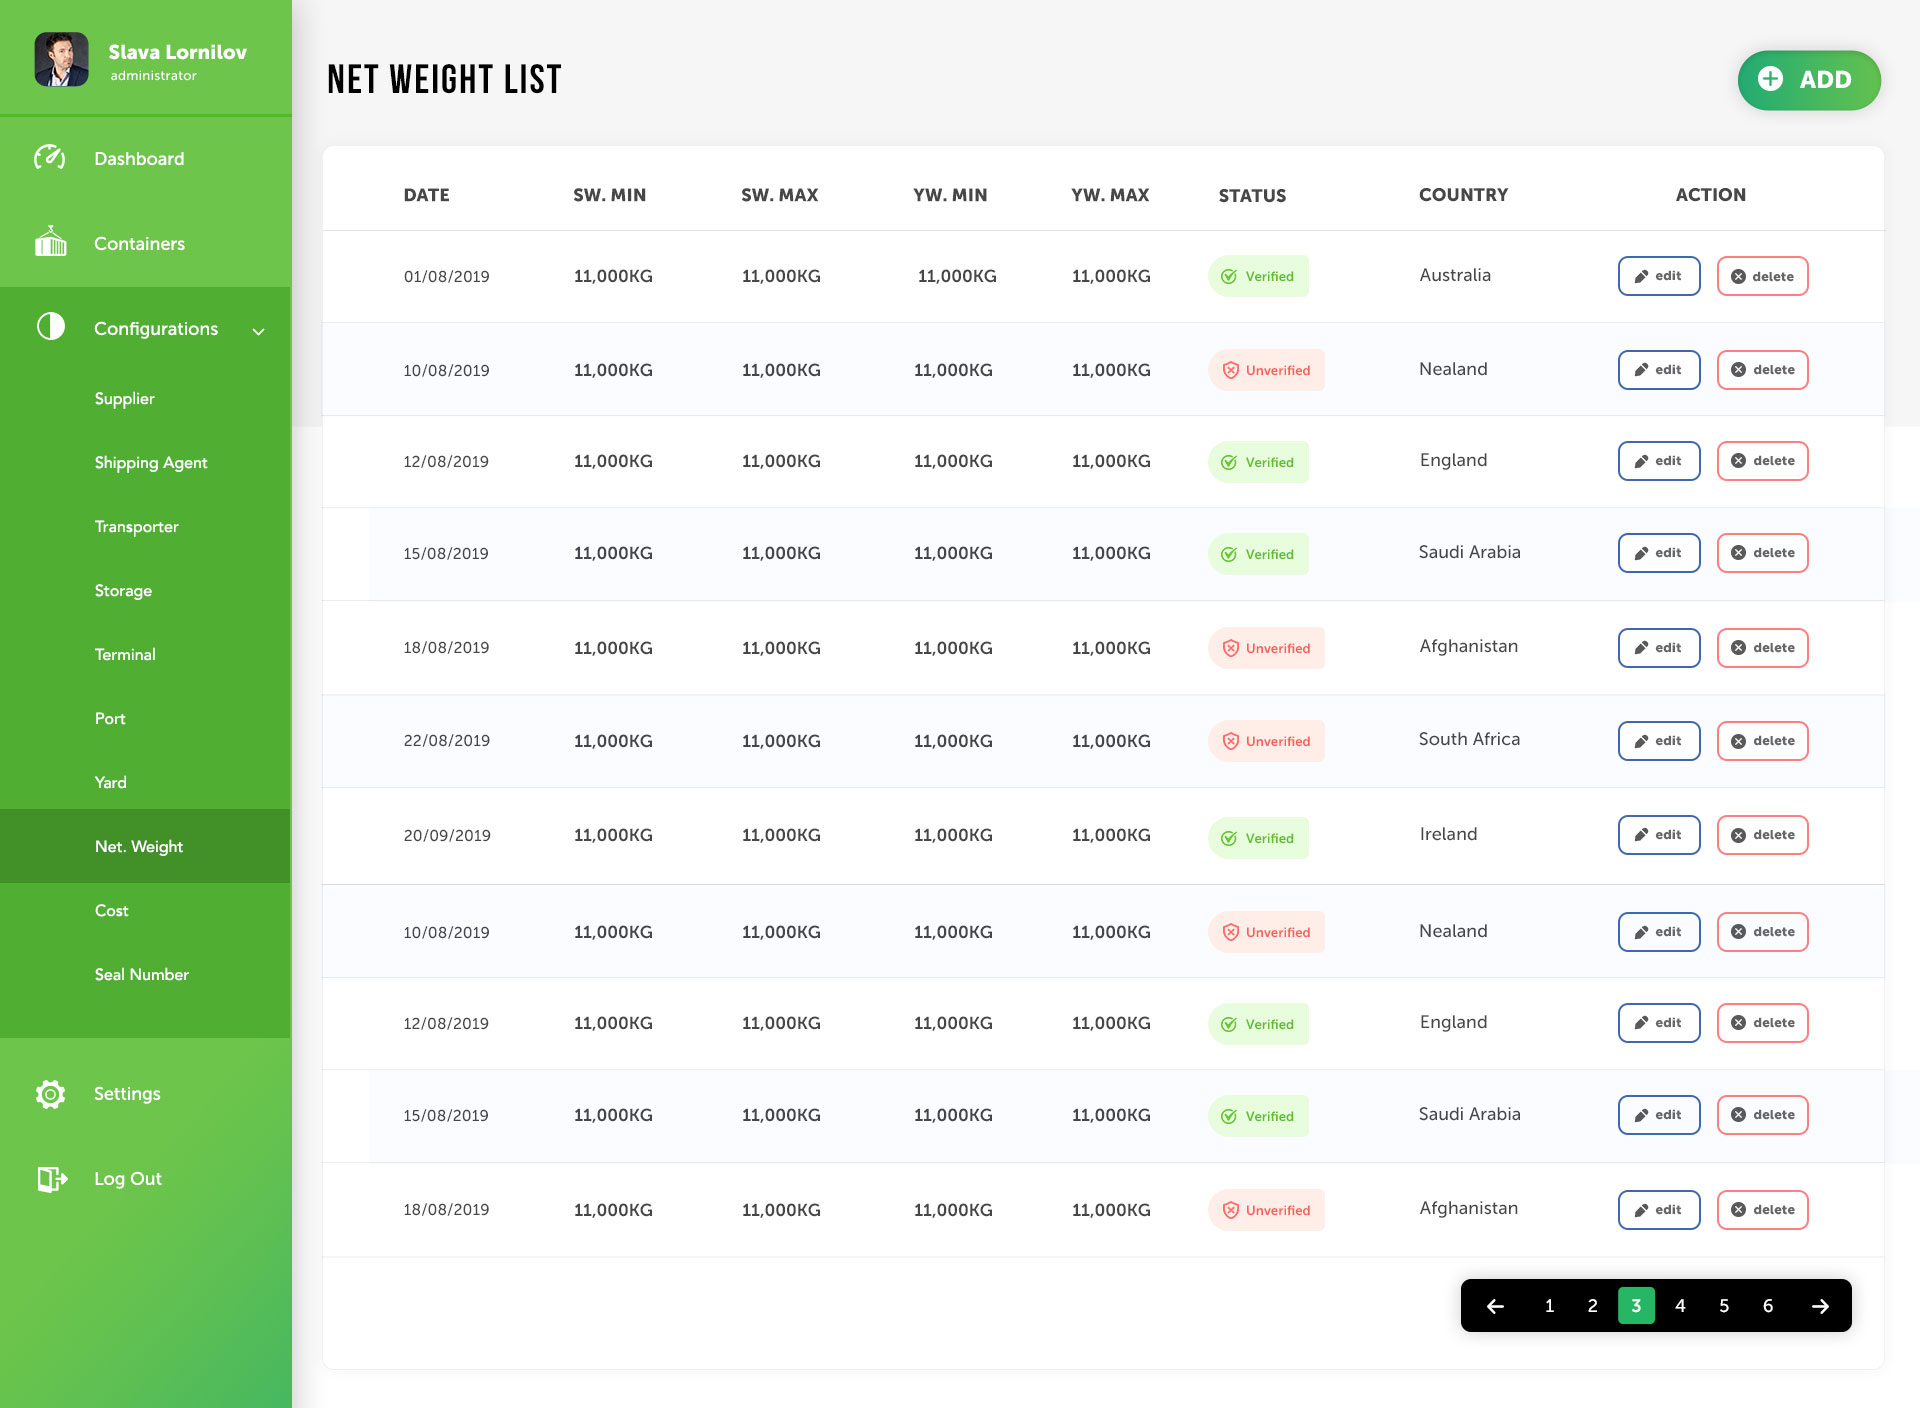 Slava Lornilov
administrator
Dashboard
Containers
Configurations
Supplier
Shipping Agent
Transporter
Storage
Terminal
Port
Yard
Net. Weight
Cost
Seal Number
Settings
Log Out
NET WEIGHT LIST
ADD
DATE SW. MIN SW. MAX YW. MIN YW. MAX STATUS COUNTRY ACTION
01/08/2019 11,000KG 11,000KG 11,000KG 11,000KG Verified Australia edit delete
10/08/2019 11,000KG 11,000KG 11,000KG 11,000KG Unverified Nealand edit delete
12/08/2019 11,000KG 11,000KG 11,000KG 11,000KG Verified England edit delete
15/08/2019 11,000KG 11,000KG 11,000KG 11,000KG Verified Saudi Arabia edit delete
18/08/2019 11,000KG 11,000KG 11,000KG 11,000KG Unverified Afghanistan edit delete
22/08/2019 11,000KG 11,000KG 11,000KG 11,000KG Unverified South Africa edit delete
20/09/2019 11,000KG 11,000KG 11,000KG 11,000KG Verified Ireland edit delete
10/08/2019 11,000KG 11,000KG 11,000KG 11,000KG Unverified Nealand edit delete
12/08/2019 11,000KG 11,000KG 11,000KG 11,000KG Verified England edit delete
15/08/2019 11,000KG 11,000KG 11,000KG 11,000KG Verified Saudi Arabia edit delete
18/08/2019 11,000KG 11,000KG 11,000KG 11,000KG Unverified Afghanistan edit delete
1 2 3 4 5 6